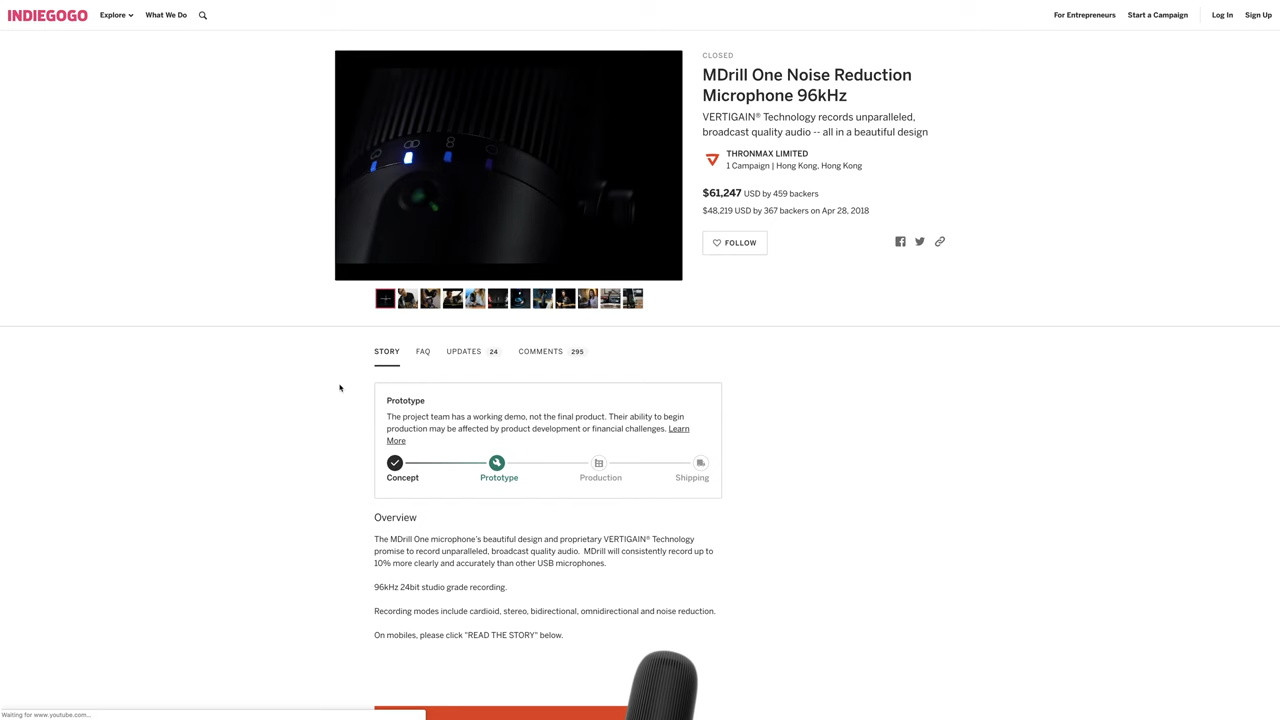 INDIEGOGO
Explore
What We Do
For Entrepreneurs
Start a Campaign
Log In
Sign Up
CLOSED
MDrill One Noise Reduction
Microphone 96kHz
VERTIGAIN® Technology records unparalleled,
broadcast quality audio -- all in a beautiful design
THRONMAX LIMITED
1 Campaign | Hong Kong, Hong Kong
$61,247 USD by 459 backers
$48,219 USD by 367 backers on Apr 28, 2018
FOLLOW
STORY
FAQ
UPDATES 24
COMMENTS 295
Prototype
The project team has a working demo, not the final product. Their ability to begin
production may be affected by product development or financial challenges. Learn
More
Concept
Prototype
Production
Shipping
Overview
The MDrill One microphone's beautiful design and proprietary VERTIGAIN® Technology
promise to record unparalleled, broadcast quality audio. MDrill will consistently record up to
10% more clearly and accurately than other USB microphones.
96kHz 24bit studio grade recording.
Recording modes include cardioid, stereo, bidirectional, omnidirectional and noise reduction.
On mobiles, please click "READ THE STORY" below.
Waiting for www.youtube.com...